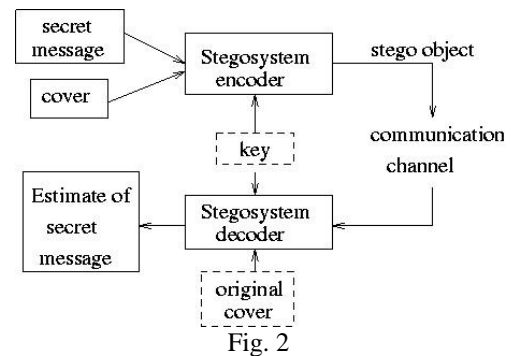 secret
message
cover
Stegosystem
encoder
stego object
communication
channel
key
Stegosystem
decoder
Estimate of
secret
message
original
cover
Fig. 2